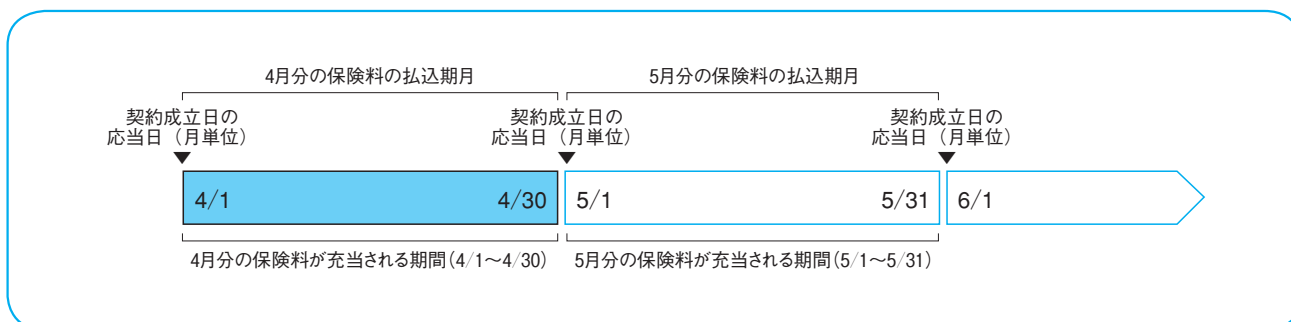 4月分の保険料の払込期月
5月分の保険料の払込期月
契約成立日の
応当日（月単位）
契約成立日の
応当日（月単位）
契約成立日の
応当日（月単位）
4/1
4/30
5/1
5/31
6/1
4月分の保険料が充当される期間（4/1～4/30）
5月分の保険料が充当される期間（5/1～5/31）